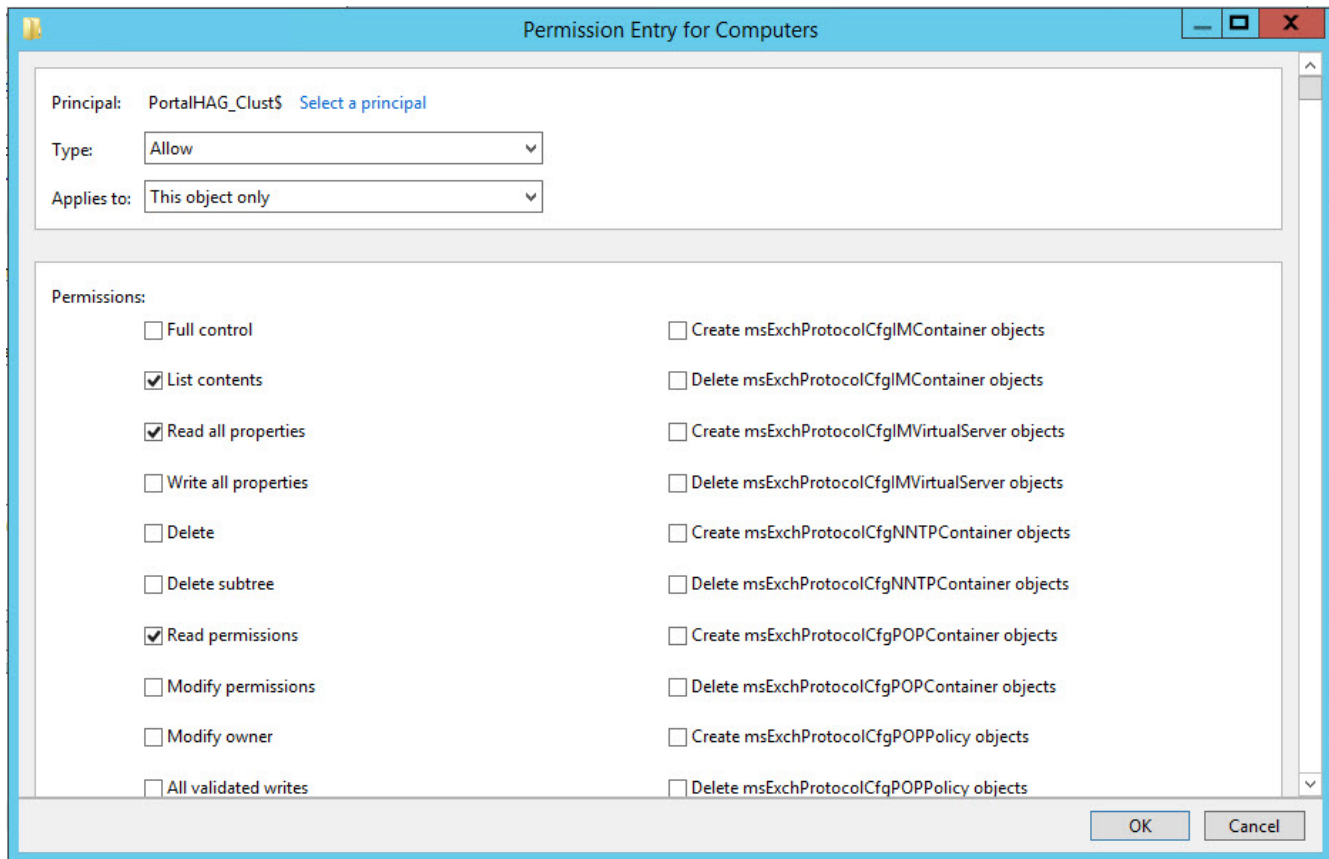 Permission Entry for Computers
X
Principal: PortalHAG_Clust$ Select a principal
Type: Allow
Applies to: This object only
Permissions:
Full control Create msExchProtocolCfgIMContainer objects
List contents Delete msExchProtocolCfgIMContainer objects
Read all properties Create msExchProtocolCfgIMVirtualServer objects
Write all properties Delete msExchProtocolCfgIMVirtualServer objects
Delete Create msExchProtocolCfgNNTPContainer objects
Delete subtree Delete msExchProtocolCfgNNTPContainer objects
Read permissions Create msExchProtocolCfgPOPContainer objects
Modify permissions Delete msExchProtocolCfgPOPContainer objects
Modify owner Create msExchProtocolCfgPOPPolicy objects
All validated writes Delete msExchProtocolCfgPOPPolicy objects
OK Cancel